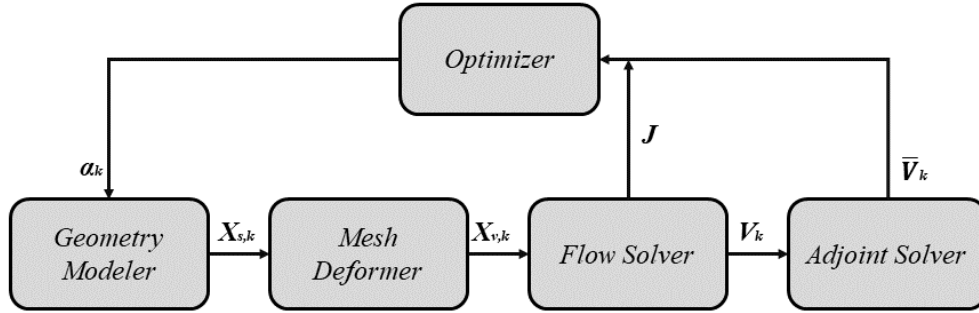 Optimizer
J
αₖ
V̅ₖ
Geometry
Modeler
Xₛ,ₖ
Mesh
Deformer
Xᵥ,ₖ
Flow Solver
Vₖ
Adjoint Solver